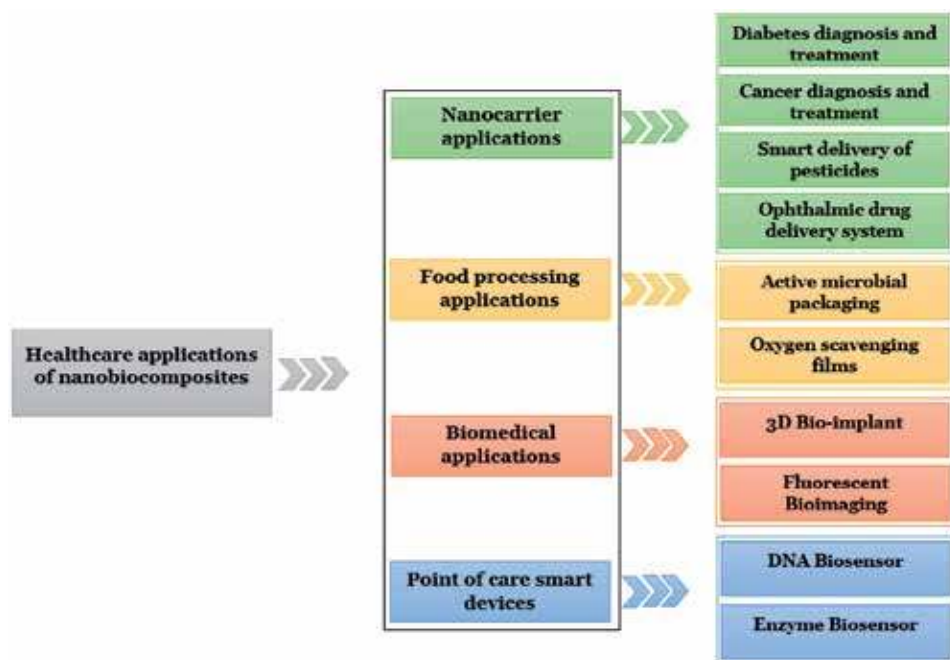 Healthcare applications
of nanobiocomposites
Nanocarrier
applications
Diabetes diagnosis and
treatment
Cancer diagnosis and
treatment
Smart delivery of
pesticides
Ophthalmic drug
delivery system
Food processing
applications
Active microbial
packaging
Oxygen scavenging
films
Biomedical
applications
3D Bio-implant
Fluorescent
Bioimaging
Point of care smart
devices
DNA Biosensor
Enzyme Biosensor